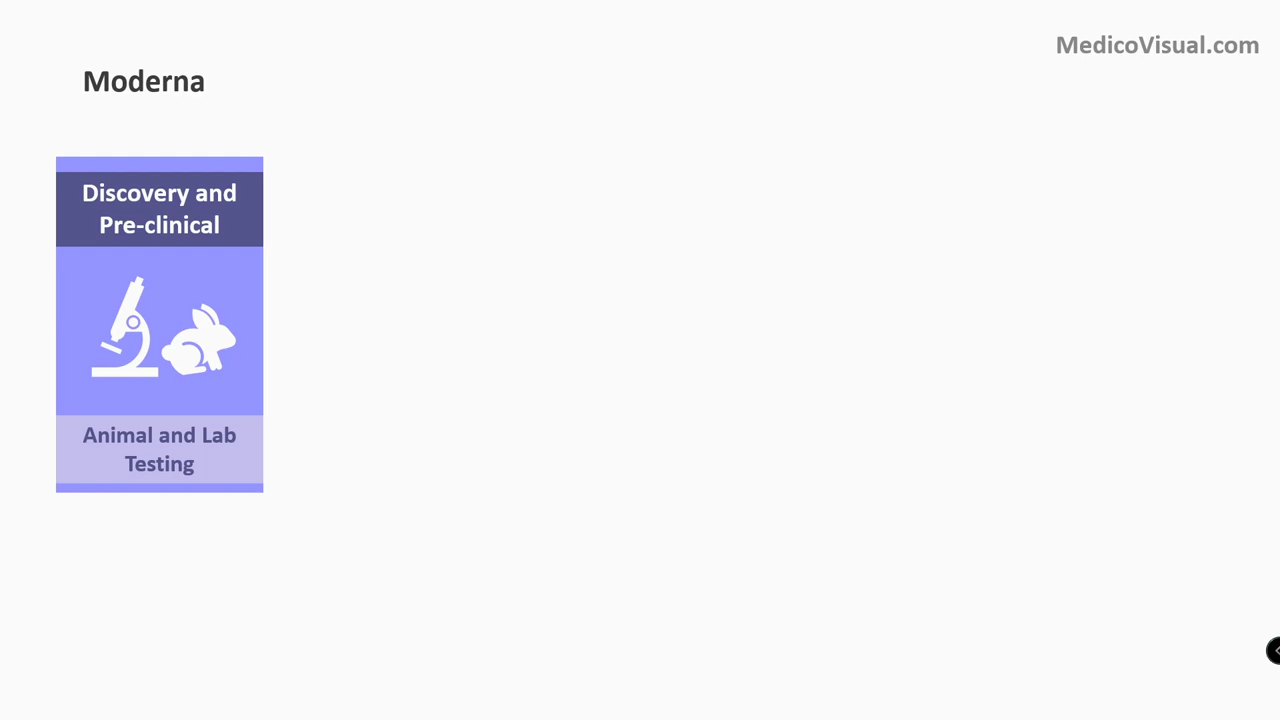 MedicoVisual.com
Moderna
Discovery and
Pre-clinical
Animal and Lab
Testing